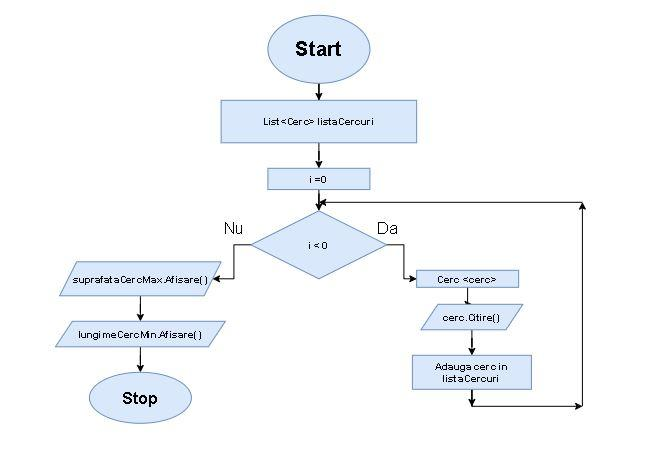 Start
List<Cerc> listaCercuri
i =0
Nu
Da
i < 0
suprafataCercMax.Afisare()
Cerc <cerc>
cerc.Citire()
lungimeCercMin.Afisare()
Adauga cerc in
listaCercuri
Stop